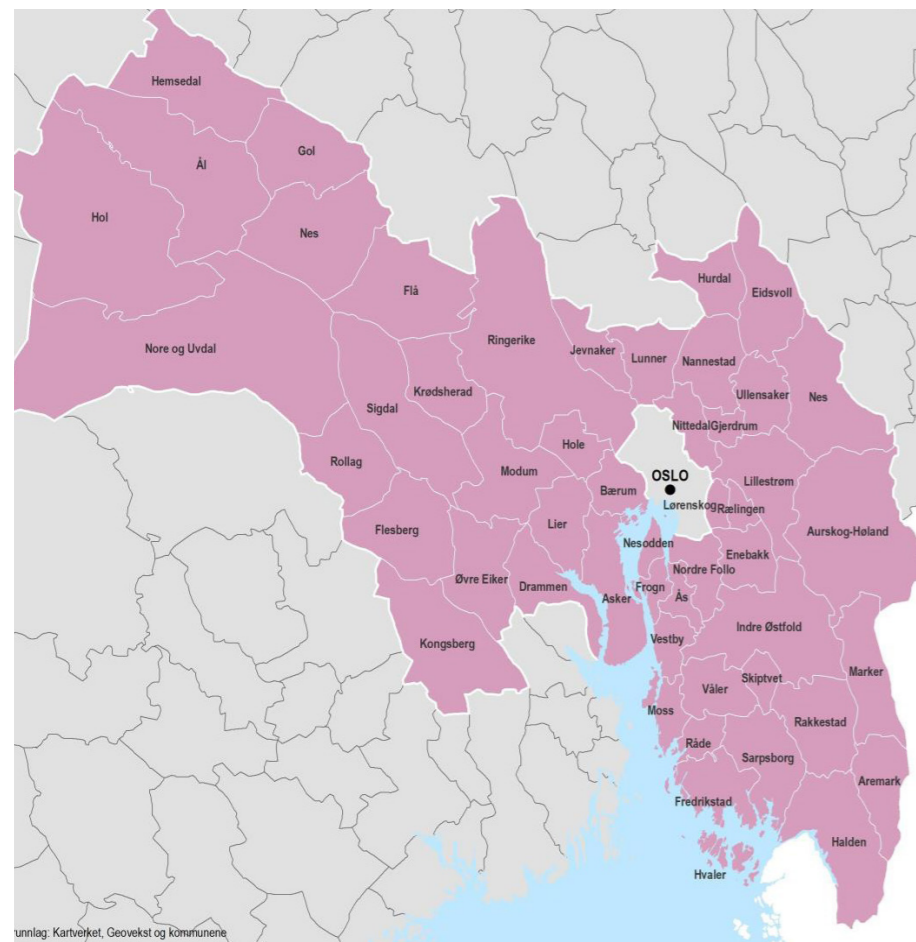 Hemsedal
Gol
Ål
Hol
Nes
Flå
Hurdal
Eidsvoll
Ringerike
Nore og Uvdal
Jevnaker
Lunner
Nannestad
Krødsherad
Ullensaker
Nes
Sigdal
Nittedal
Gjerdrum
Hole
Rollag
Modum
OSLO
Lillestrøm
Bærum
Lørenskog
Rælingen
Lier
Aurskog-Høland
Flesberg
Nesodden
Enebakk
Nordre Follo
Øvre Eiker
Drammen
Frogn
Ås
Asker
Indre Østfold
Vestby
Kongsberg
Marker
Skiptvet
Våler
Moss
Rakkestad
Råde
Sarpsborg
Aremark
Fredrikstad
Halden
Hvaler
runnlag: Kartverket, Geovekst og kommunene